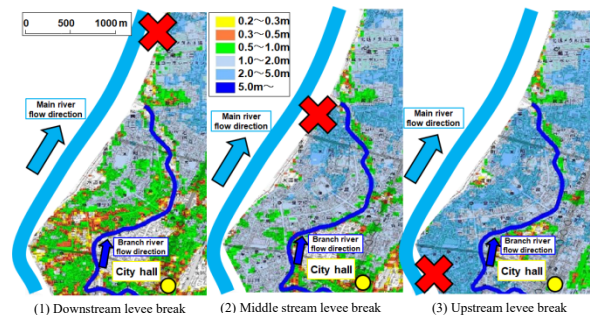 0 500 1000 m
0.2～0.3m
0.3～0.5m
0.5～1.0m
1.0～2.0m
2.0～5.0m
5.0m～
Main river
flow direction
Branch river
flow direction
City hall
(1) Downstream levee break
Main river
flow direction
Branch river
flow direction
City hall
(2) Middle stream levee break
Main river
flow direction
Branch river
flow direction
City hall
(3) Upstream levee break